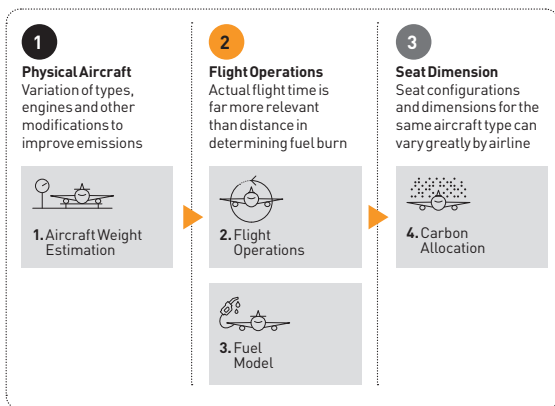 1
Physical Aircraft
Variation of types,
engines and other
modifications to
improve emissions
1. Aircraft Weight
Estimation
2
Flight Operations
Actual flight time is
far more relevant
than distance in
determining fuel burn
2. Flight
Operations
3. Fuel
Model
3
Seat Dimension
Seat configurations
and dimensions for the
same aircraft type can
vary greatly by airline
4. Carbon
Allocation